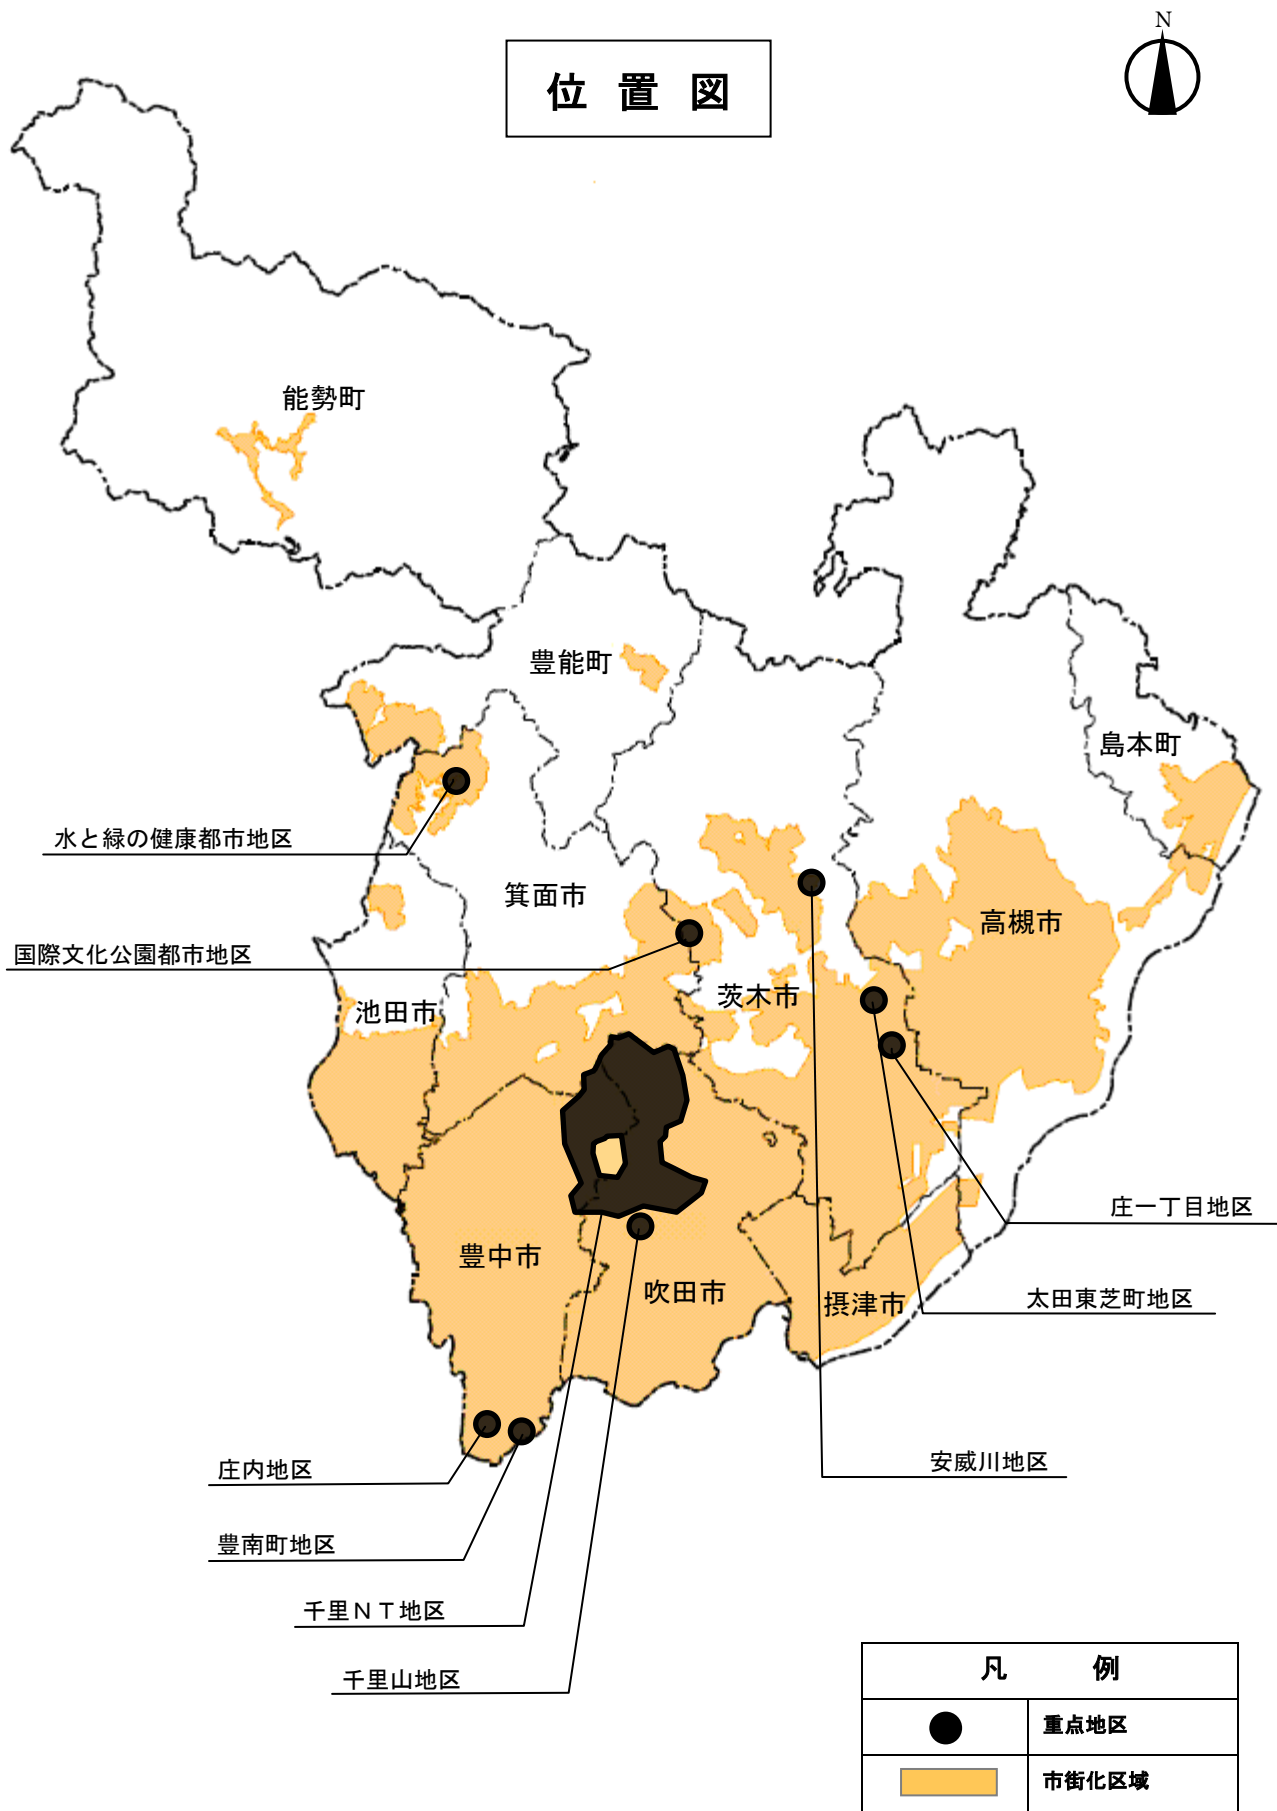 N
位 置 図
能勢町
豊能町
島本町
水と緑の健康都市地区
箕面市
高槻市
国際文化公園都市地区
茨木市
池田市
庄一丁目地区
豊中市
吹田市
摂津市
太田東芝町地区
安威川地区
庄内地区
豊南町地区
千里NT地区
千里山地区
凡 例
重点地区
市街化区域